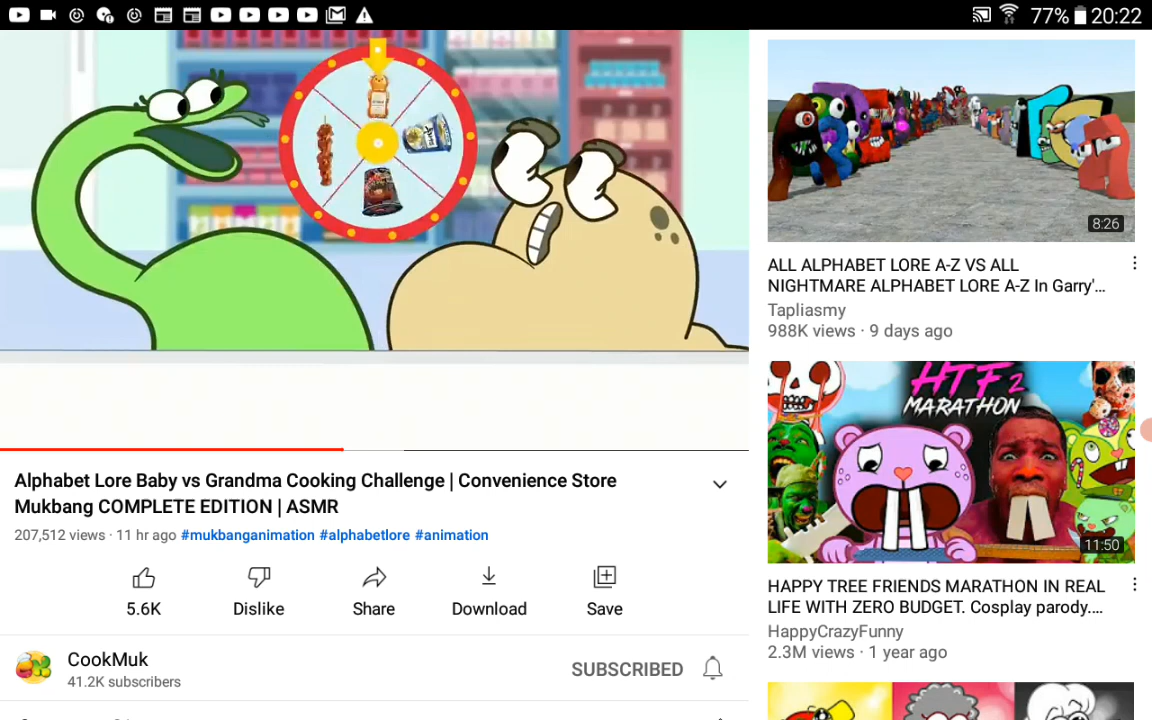 77% 20:22
8:26
ALL ALPHABET LORE A-Z VS ALL
NIGHTMARE ALPHABET LORE A-Z In Garry'...
Tapliasmy
988K views · 9 days ago
HTF 2
MARATHON
11:50
HAPPY TREE FRIENDS MARATHON IN REAL
LIFE WITH ZERO BUDGET. Cosplay parody....
HappyCrazyFunny
2.3M views · 1 year ago
Alphabet Lore Baby vs Grandma Cooking Challenge | Convenience Store
Mukbang COMPLETE EDITION | ASMR
207,512 views · 11 hr ago #mukbanganimation #alphabetlore #animation
5.6K Dislike Share Download Save
CookMuk
41.2K subscribers
SUBSCRIBED